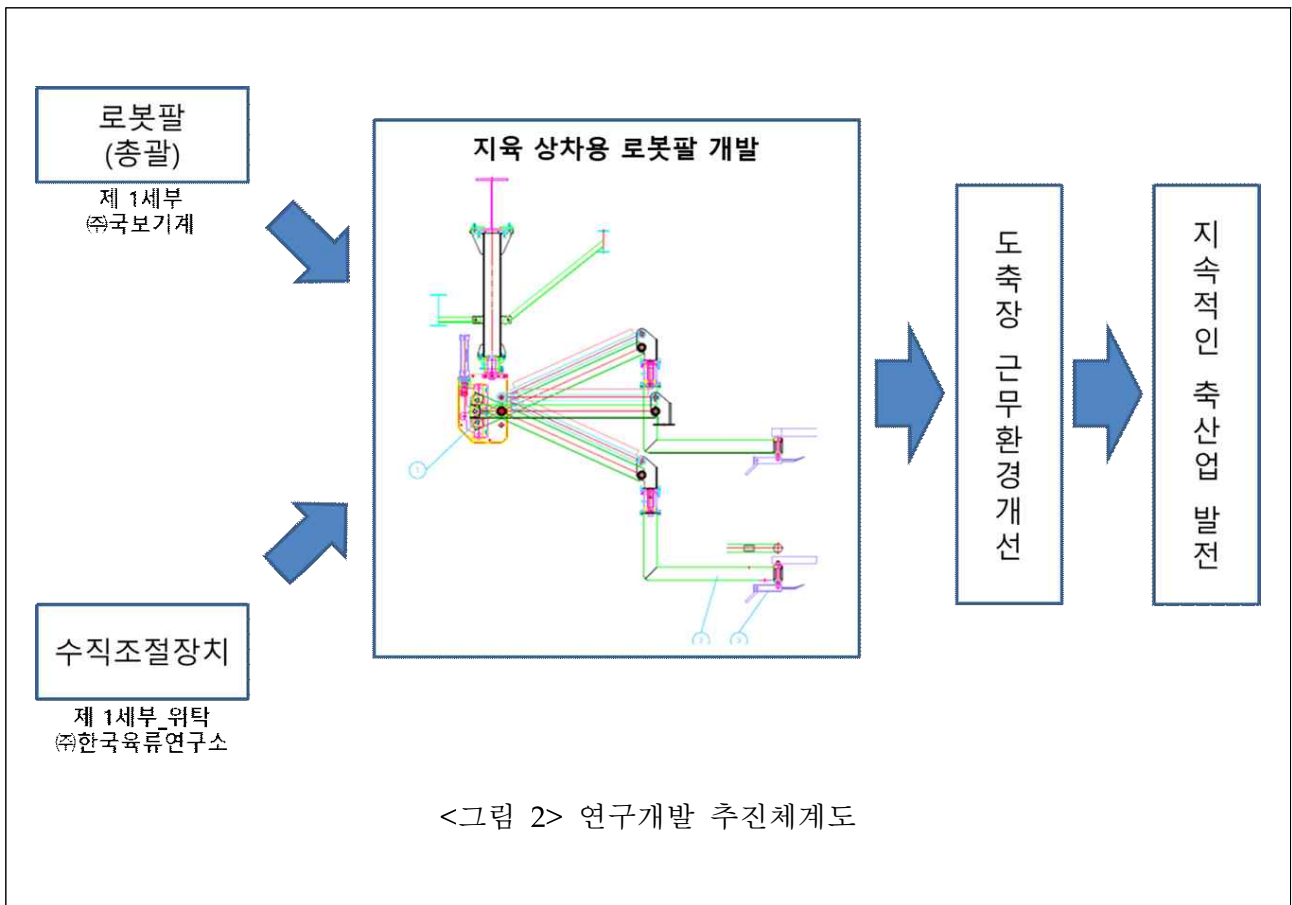 로봇팔
(총괄)
제 1세부
㈜국보기계
수직조절장치
제 1세부_위탁
㈜한국육류연구소
지육 상차용 로봇팔 개발
1
2
3
도축장 근무환경개선
지속적인 축산업 발전
<그림 2> 연구개발 추진체계도